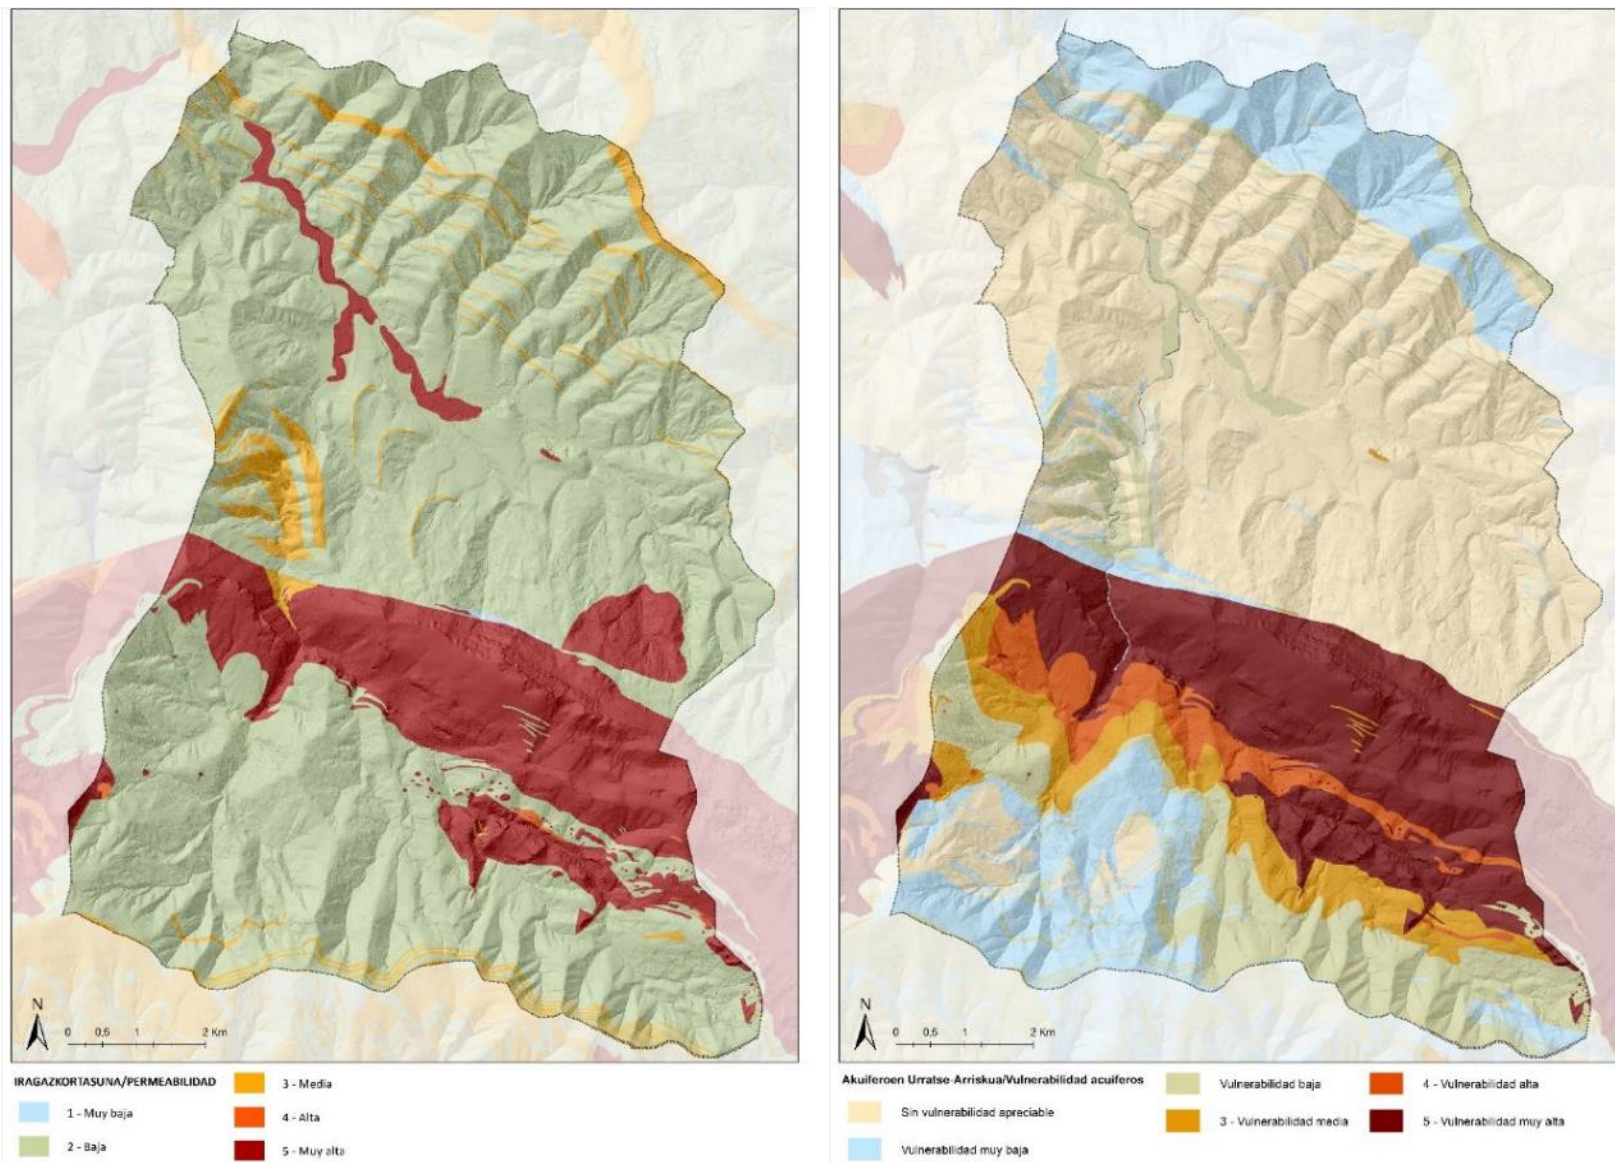 N
0 0,5 1 2 Km
IRAGAZKORTASUNA/PERMEABILIDAD
1 - Muy baja
2 - Baja
3 - Media
4 - Alta
5 - Muy alta
N
0 0,5 1 2 Km
Akuiferoen Urratse-Arriskua/Vulnerabilidad acuiferos
Sin vulnerabilidad apreciable
Vulnerabilidad muy baja
Vulnerabilidad baja
3 - Vulnerabilidad media
4 - Vulnerabilidad alta
5 - Vulnerabilidad muy alta